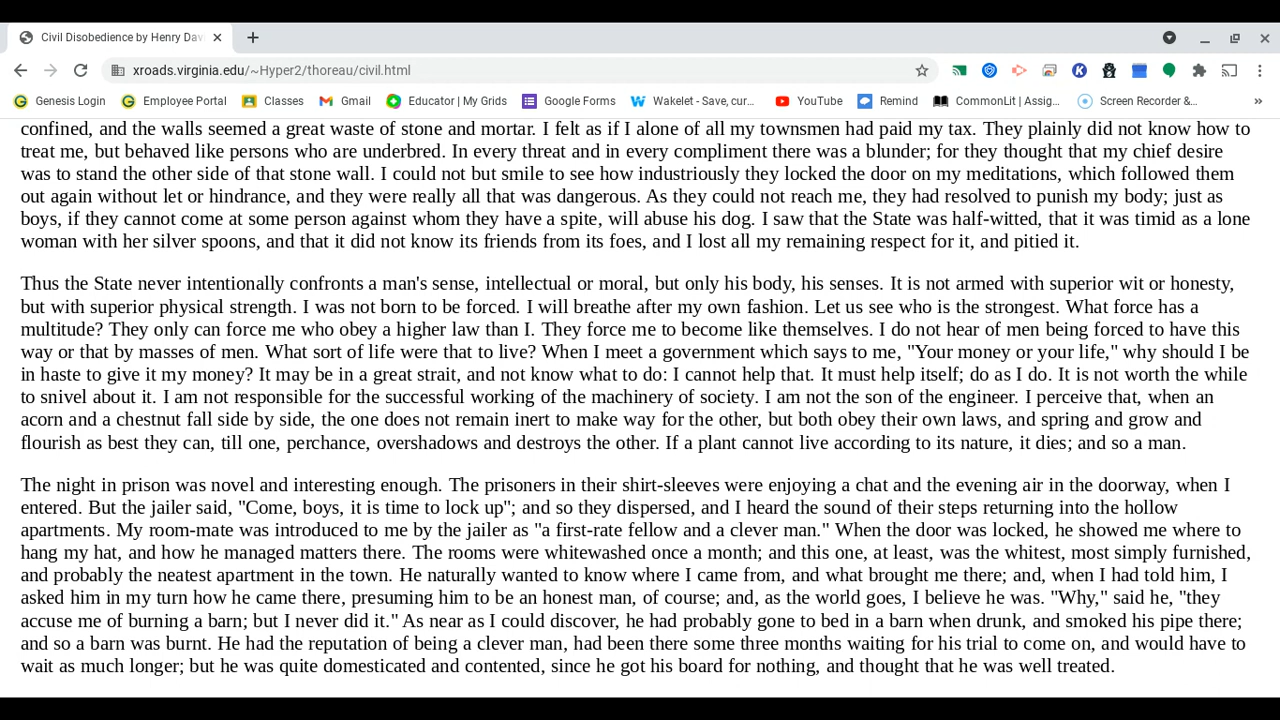 Civil Disobedience by Henry Dav
xroads.virginia.edu/~Hyper2/thoreau/civil.html
Genesis Login Employee Portal Classes Gmail Educator | My Grids Google Forms Wakelet - Save, cur... YouTube Remind CommonLit | Assig... Screen Recorder &... »
confined, and the walls seemed a great waste of stone and mortar. I felt as if I alone of all my townsmen had paid my tax. They plainly did not know how to
treat me, but behaved like persons who are underbred. In every threat and in every compliment there was a blunder; for they thought that my chief desire
was to stand the other side of that stone wall. I could not but smile to see how industriously they locked the door on my meditations, which followed them
out again without let or hindrance, and they were really all that was dangerous. As they could not reach me, they had resolved to punish my body; just as
boys, if they cannot come at some person against whom they have a spite, will abuse his dog. I saw that the State was half-witted, that it was timid as a lone
woman with her silver spoons, and that it did not know its friends from its foes, and I lost all my remaining respect for it, and pitied it.
Thus the State never intentionally confronts a man's sense, intellectual or moral, but only his body, his senses. It is not armed with superior wit or honesty,
but with superior physical strength. I was not born to be forced. I will breathe after my own fashion. Let us see who is the strongest. What force has a
multitude? They only can force me who obey a higher law than I. They force me to become like themselves. I do not hear of men being forced to have this
way or that by masses of men. What sort of life were that to live? When I meet a government which says to me, "Your money or your life," why should I be
in haste to give it my money? It may be in a great strait, and not know what to do: I cannot help that. It must help itself; do as I do. It is not worth the while
to snivel about it. I am not responsible for the successful working of the machinery of society. I am not the son of the engineer. I perceive that, when an
acorn and a chestnut fall side by side, the one does not remain inert to make way for the other, but both obey their own laws, and spring and grow and
flourish as best they can, till one, perchance, overshadows and destroys the other. If a plant cannot live according to its nature, it dies; and so a man.
The night in prison was novel and interesting enough. The prisoners in their shirt-sleeves were enjoying a chat and the evening air in the doorway, when I
entered. But the jailer said, "Come, boys, it is time to lock up"; and so they dispersed, and I heard the sound of their steps returning into the hollow
apartments. My room-mate was introduced to me by the jailer as "a first-rate fellow and a clever man." When the door was locked, he showed me where to
hang my hat, and how he managed matters there. The rooms were whitewashed once a month; and this one, at least, was the whitest, most simply furnished,
and probably the neatest apartment in the town. He naturally wanted to know where I came from, and what brought me there; and, when I had told him, I
asked him in my turn how he came there, presuming him to be an honest man, of course; and, as the world goes, I believe he was. "Why," said he, "they
accuse me of burning a barn; but I never did it." As near as I could discover, he had probably gone to bed in a barn when drunk, and smoked his pipe there;
and so a barn was burnt. He had the reputation of being a clever man, had been there some three months waiting for his trial to come on, and would have to
wait as much longer; but he was quite domesticated and contented, since he got his board for nothing, and thought that he was well treated.